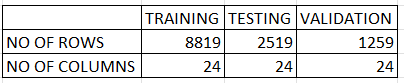 TRAINING TESTING VALIDATION
NO OF ROWS 8819 2519 1259
NO OF COLUMNS 24 24 24